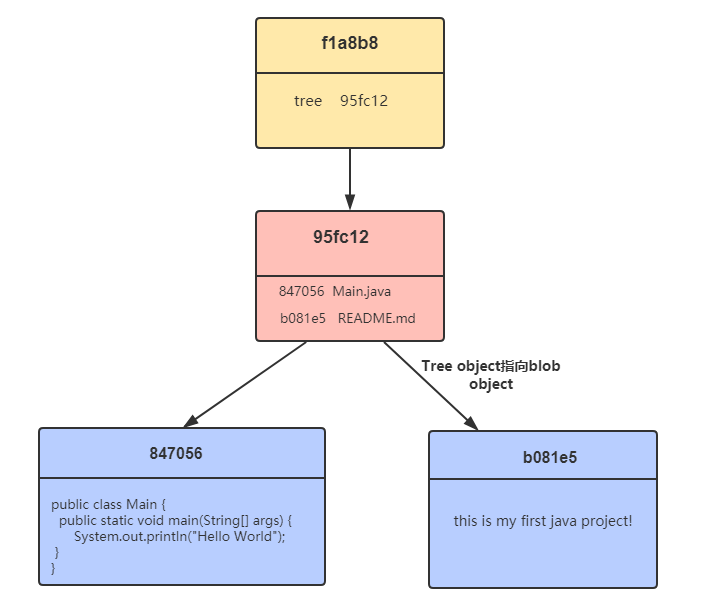 f1a8b8
tree 95fc12
95fc12
847056 Main.java
b081e5 README.md
Tree object指向blob
object
847056
public class Main {
public static void main(String[] args) {
System.out.println("Hello World");
}
}
b081e5
this is my first java project!